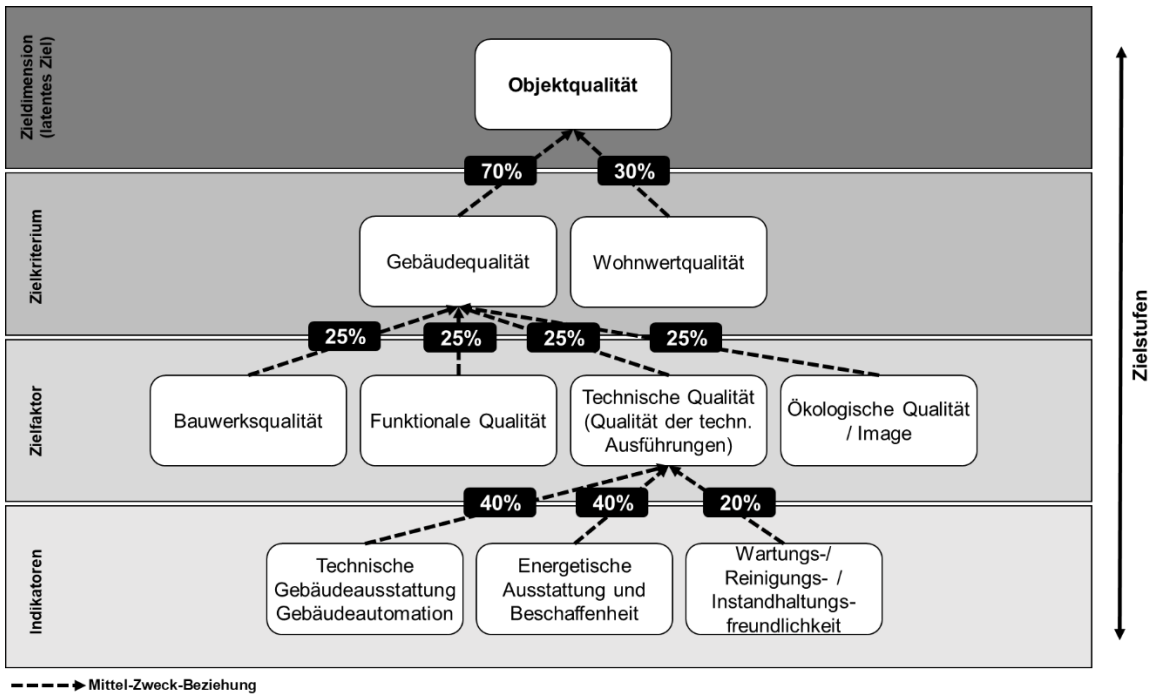 Zieldimension
(latentes Ziel)
Objektqualität
70%
30%
Zielkriterium
Gebäudequalität
Wohnwertqualität
25%
25%
25%
25%
Zielfaktor
Bauwerksqualität
Funktionale Qualität
Technische Qualität
(Qualität der techn.
Ausführungen)
Ökologische Qualität
/ Image
40%
40%
20%
Indikatoren
Technische
Gebäudeausstattung
Gebäudeautomation
Energetische
Ausstattung und
Beschaffenheit
Wartungs-/
Reinigungs- /
Instandhaltungs-
freundlichkeit
Zielstufen
Mittel-Zweck-Beziehung